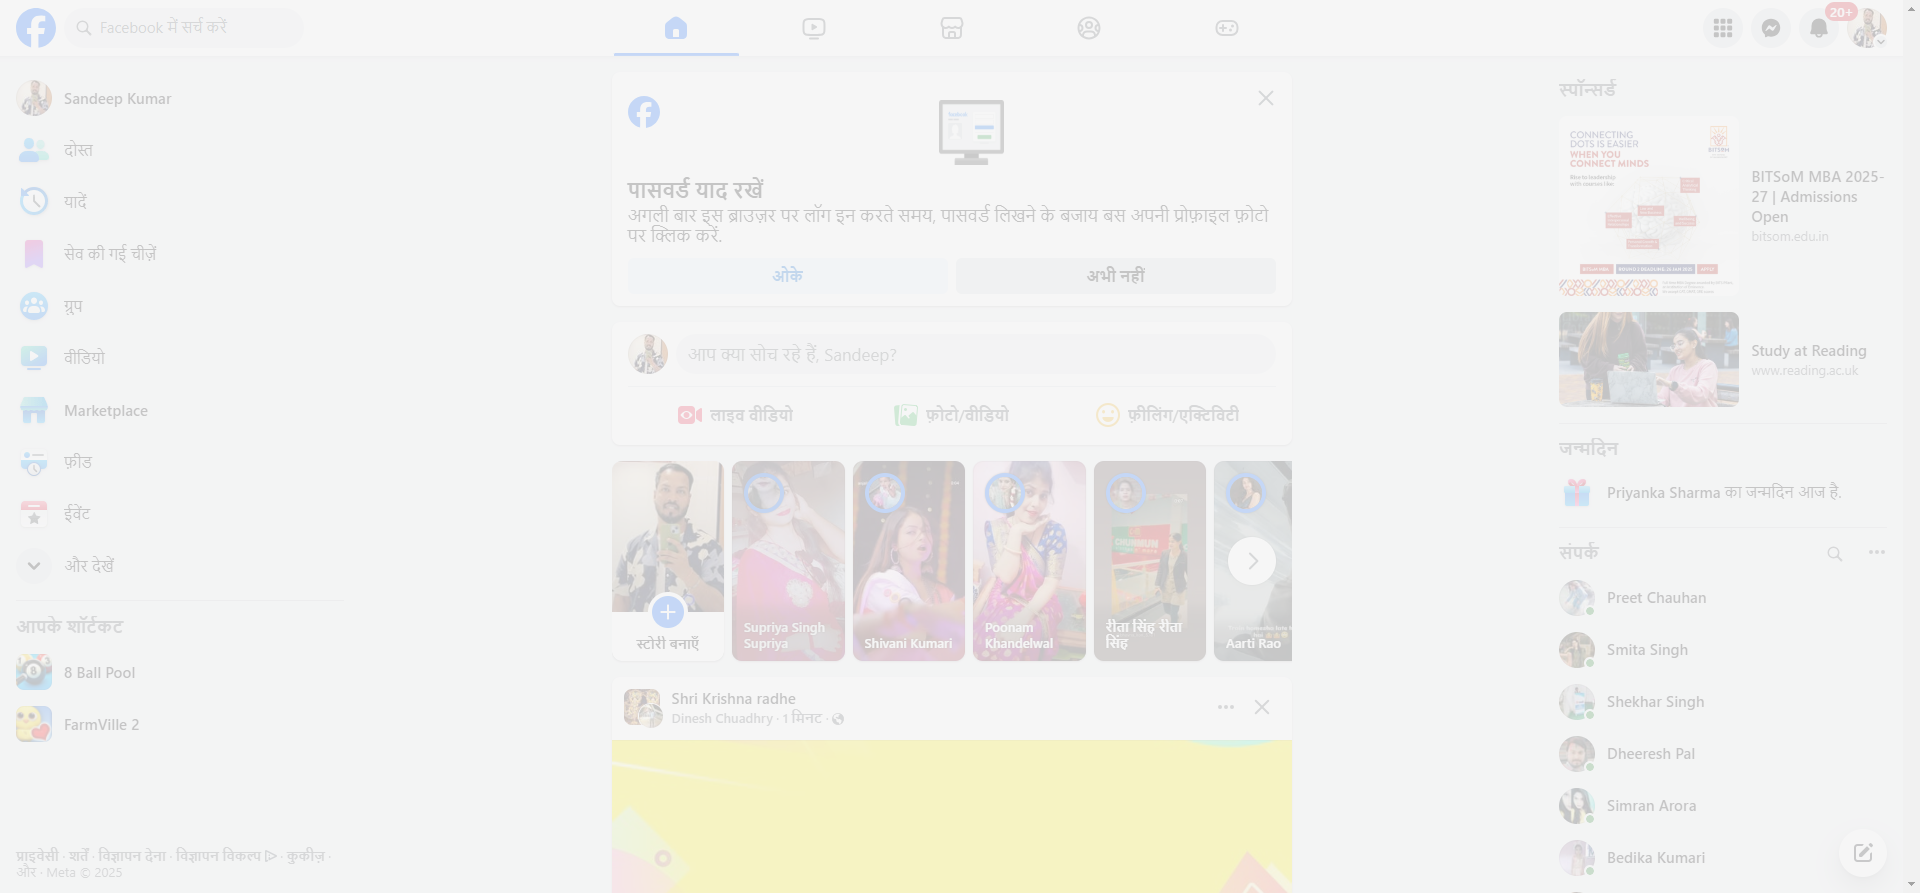 Facebook में सर्च करें
20+
Sandeep Kumar
दोस्त
यादें
सेव की गई चीज़ें
ग्रुप
वीडियो
Marketplace
फ़ीड
ईवेंट
और देखें
आपके शॉर्टकट
8 Ball Pool
FarmVille 2
प्राइवेसी · शर्तें · विज्ञापन देना · विज्ञापन विकल्प · कुकीज़ ·
और · Meta © 2025
पासवर्ड याद रखें
अगली बार इस ब्राउज़र पर लॉग इन करते समय, पासवर्ड लिखने के बजाय बस अपनी प्रोफ़ाइल फ़ोटो
पर क्लिक करें.
ओके
अभी नहीं
आप क्या सोच रहे हैं, Sandeep?
लाइव वीडियो
फ़ोटो/वीडियो
फ़ीलिंग/एक्टिविटी
स्टोरी बनाएँ
Supriya Singh
Supriya
Shivani Kumari
Poonam
Khandelwal
रीता सिंह रीता
सिंह
Aarti Rao
Shri Krishna radhe
Dinesh Chuadhry · 1 मिनट ·
स्पॉन्सर्ड
CONNECTING
DOTS IS EASIER
WHEN YOU
CONNECT MINDS
BITSoM MBA 2025-
27 | Admissions
Open
bitsom.edu.in
Study at Reading
www.reading.ac.uk
जन्मदिन
Priyanka Sharma का जन्मदिन आज है.
संपर्क
Preet Chauhan
Smita Singh
Shekhar Singh
Dheeresh Pal
Simran Arora
Bedika Kumari